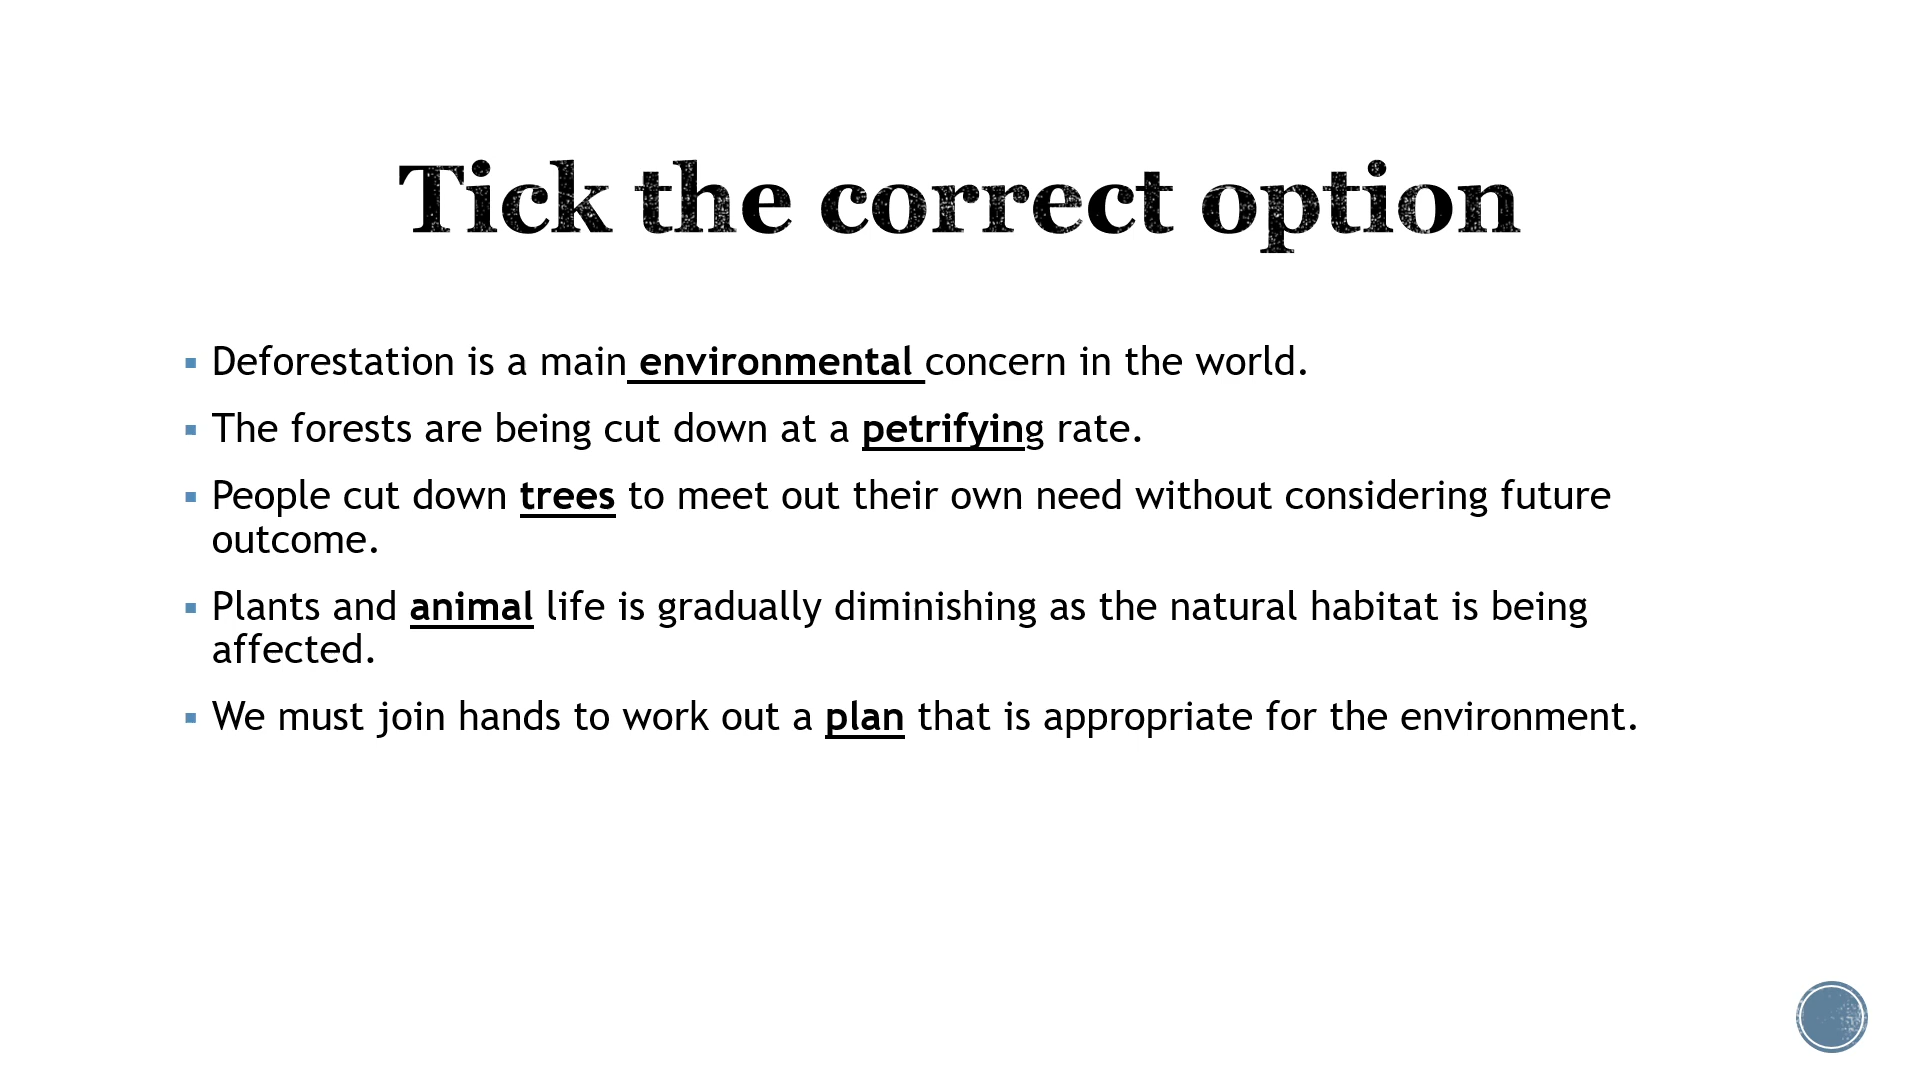 Tick the correct option
Deforestation is a main environmental concern in the world.
The forests are being cut down at a petrifying rate.
People cut down trees to meet out their own need without considering future
outcome.
Plants and animal life is gradually diminishing as the natural habitat is being
affected.
We must join hands to work out a plan that is appropriate for the environment.